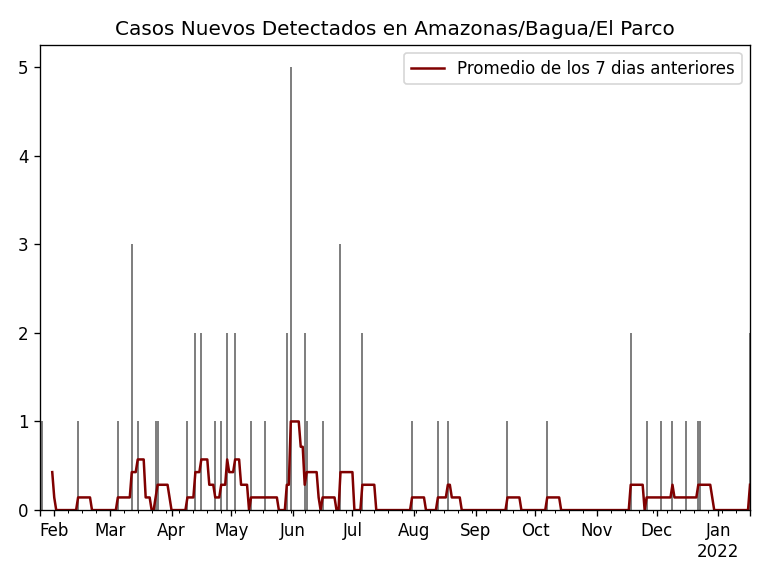 Casos Nuevos Detectados en Amazonas/Bagua/El Parco
Promedio de los 7 dias anteriores
5
4
3
2
1
0
Feb Mar Apr May Jun Jul Aug Sep Oct Nov Dec Jan
2022